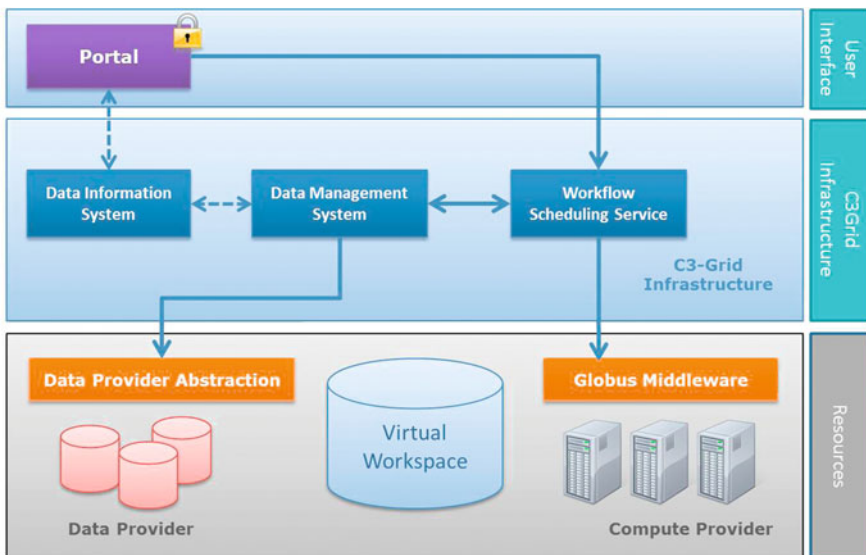 Portal
User
Interface
Data Information
System
Data Management
System
Workflow
Scheduling Service
C3-Grid
Infrastructure
C3Grid
Infrastructure
Data Provider Abstraction
Globus Middleware
Virtual
Workspace
Data Provider
Compute Provider
Resources